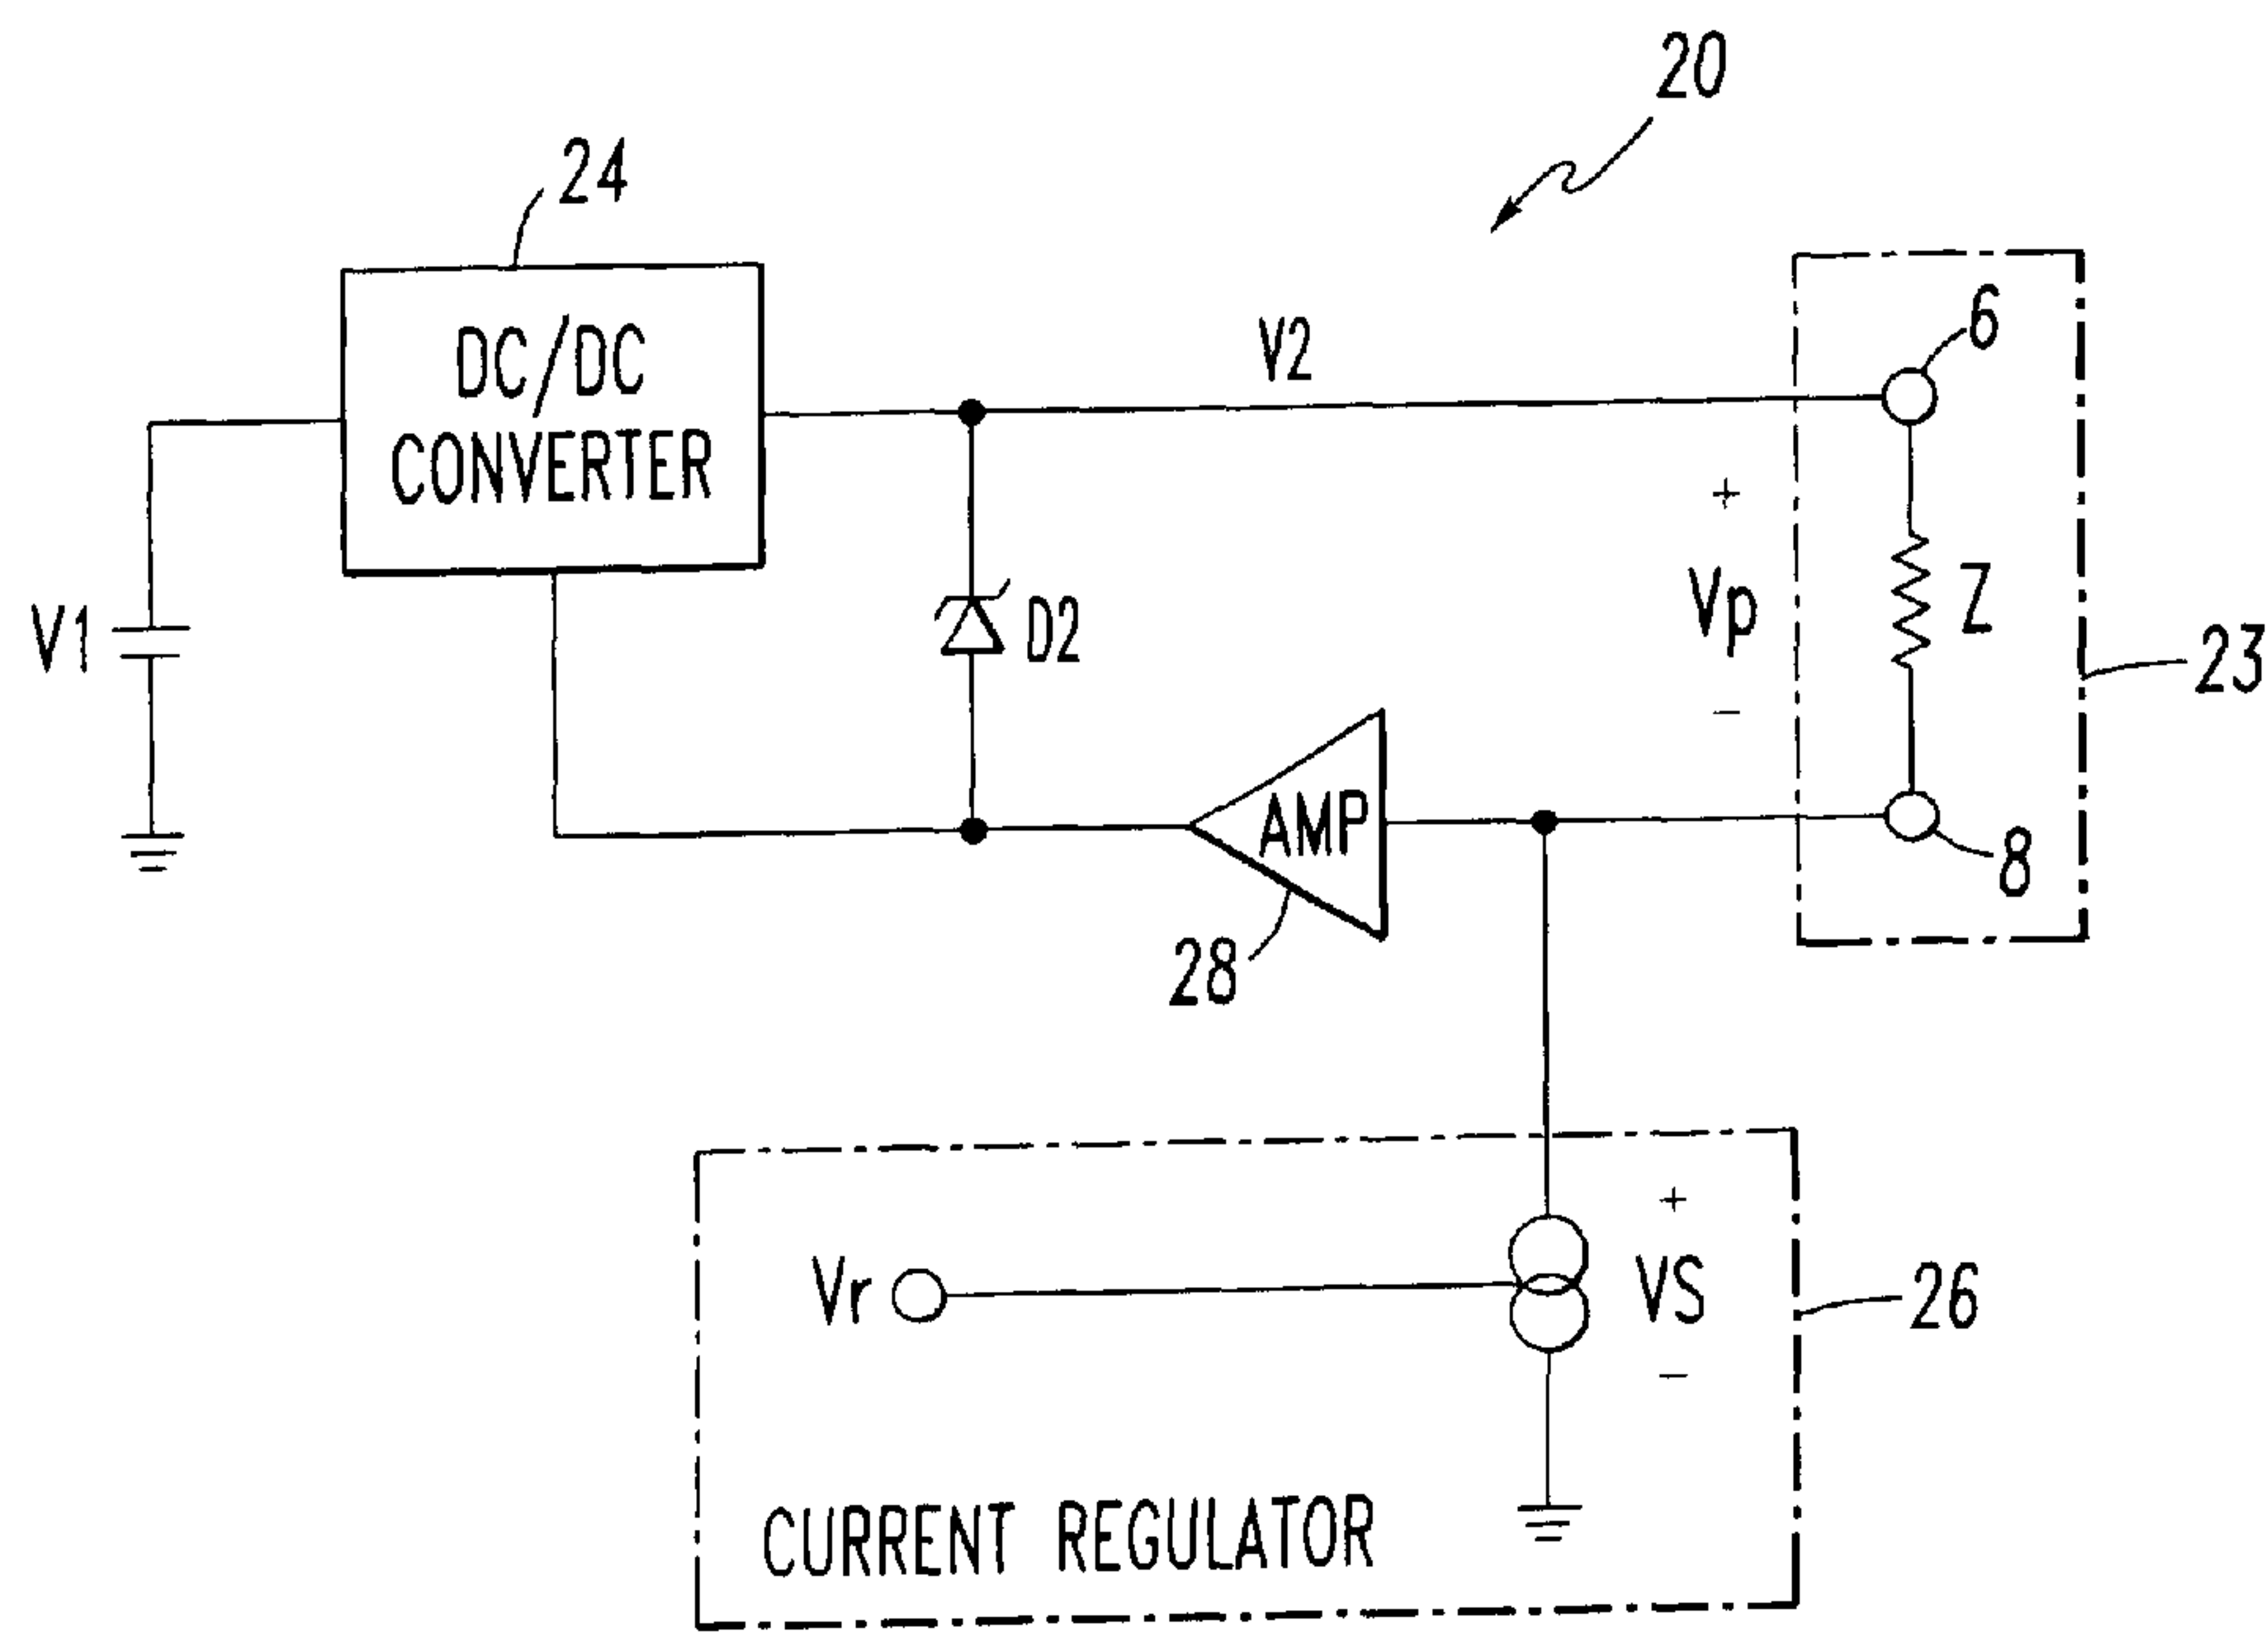 20
24
DC/DC
CONVERTER
V2
6
+
Vp
−
Z
23
V1
D2
AMP
8
28
+
Vr
VS
−
26
CURRENT REGULATOR